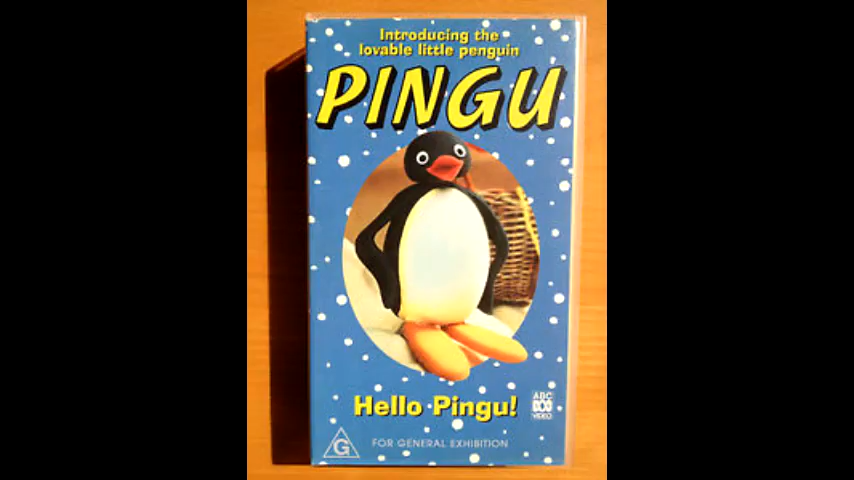 Introducing the
lovable little penguin
PINGU
Hello Pingu!
ABC
VIDEO
G
FOR GENERAL EXHIBITION